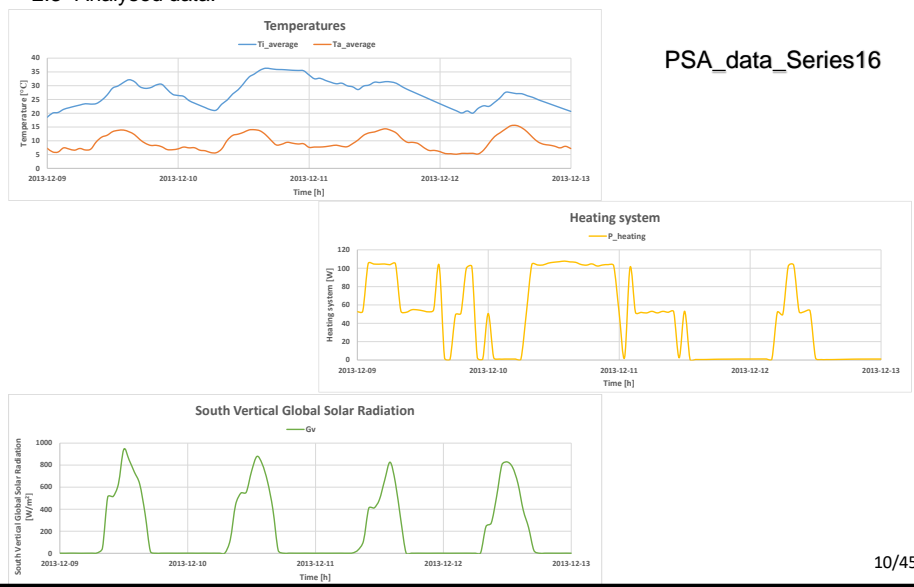 Temperatures
Ti_average Ta_average
PSA_data_Series16
40
35
30
25
20
15
10
5
0
Temperature [°C]
2013-12-09 2013-12-10 2013-12-11 2013-12-12 2013-12-13
Time [h]
Heating system
P_heating
120
100
80
60
40
20
0
Heating system [W]
2013-12-09 2013-12-10 2013-12-11 2013-12-12 2013-12-13
Time [h]
South Vertical Global Solar Radiation
Gv
1000
800
600
400
200
0
South Vertical Global Solar Radiation
[W/m²]
2013-12-09 2013-12-10 2013-12-11 2013-12-12 2013-12-13
Time [h]
10/45